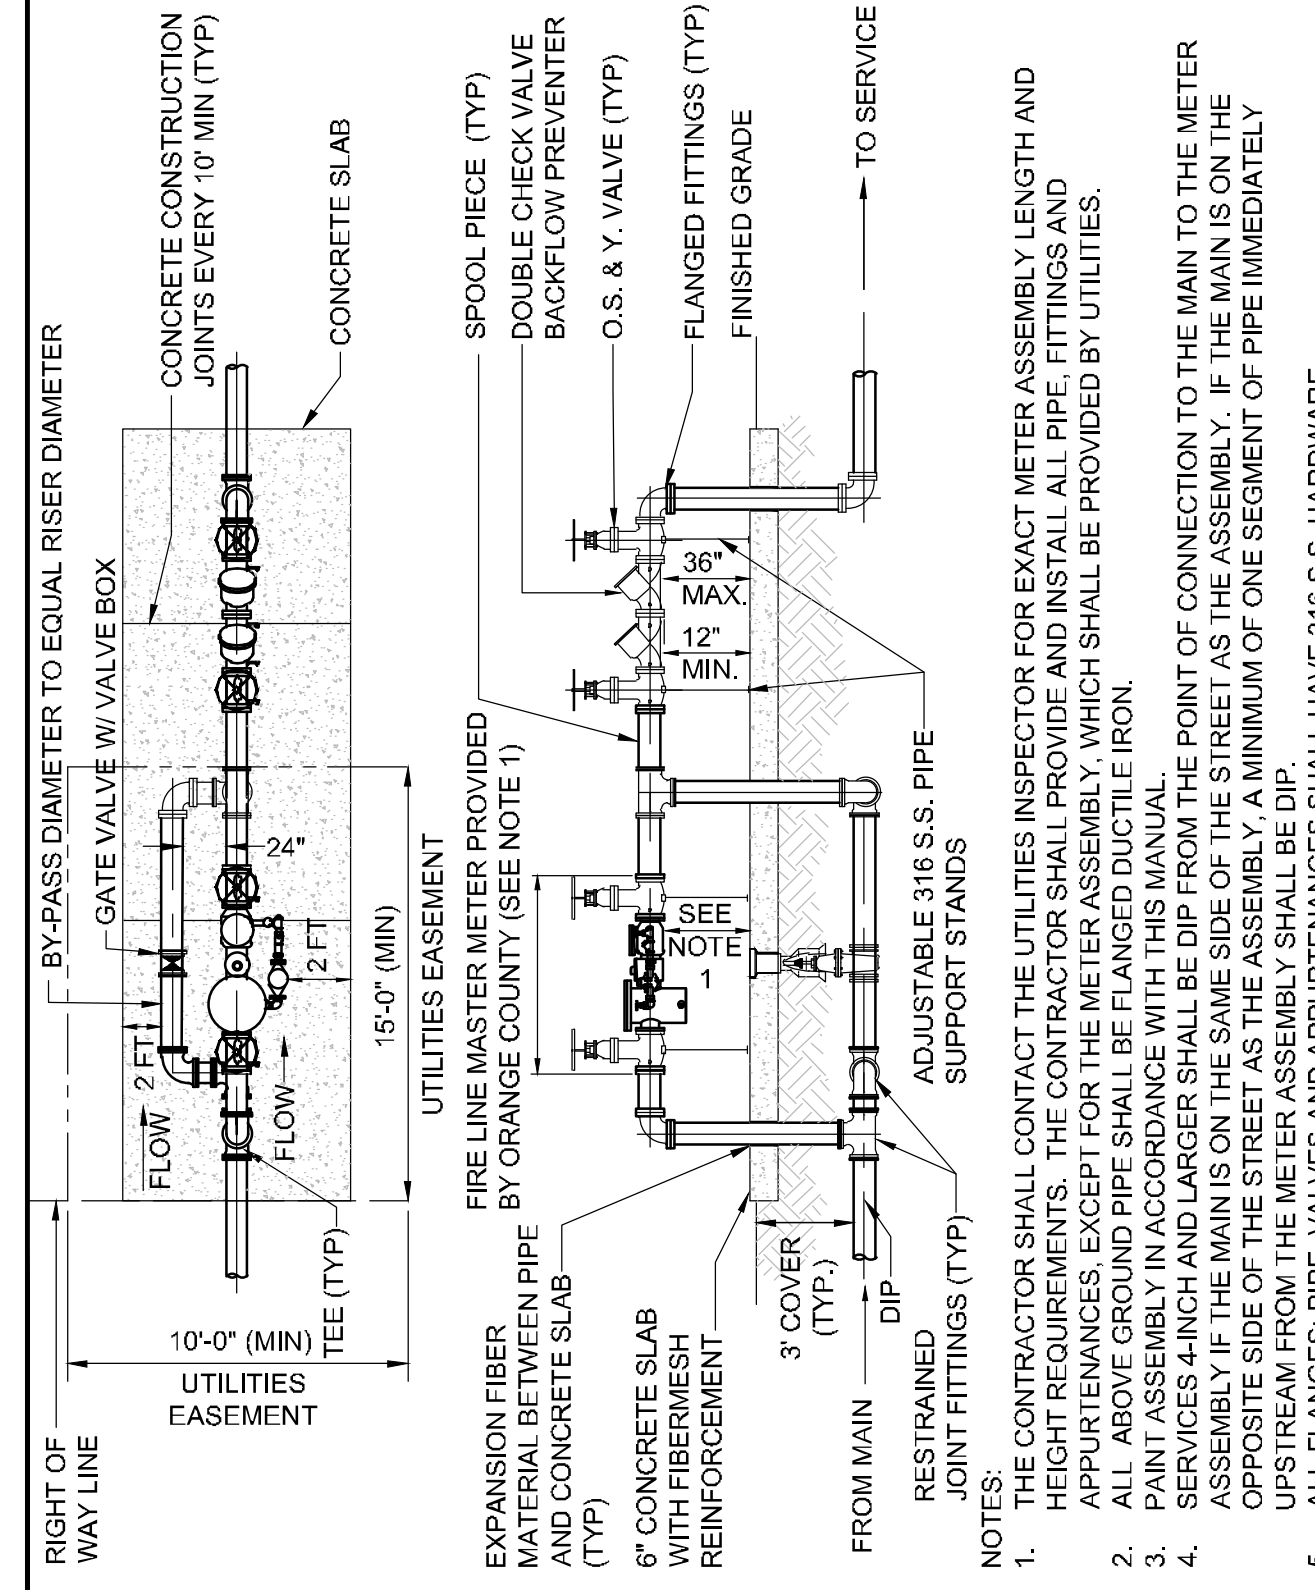 BY-PASS DIAMETER TO EQUAL RISER DIAMETER
GATE VALVE W/ VALVE BOX
CONCRETE CONSTRUCTION
JOINTS EVERY 10' MIN (TYP)
CONCRETE SLAB
RIGHT OF
WAY LINE
2 FT
FLOW
24"
2 FT
FLOW
10'-0" (MIN)
UTILITIES
EASEMENT
TEE (TYP)
15'-0" (MIN)
UTILITIES EASEMENT
SPOOL PIECE (TYP)
DOUBLE CHECK VALVE
BACKFLOW PREVENTER
O.S. & Y. VALVE (TYP)
FLANGED FITTINGS (TYP)
FINISHED GRADE
TO SERVICE
FIRE LINE MASTER METER PROVIDED
BY ORANGE COUNTY (SEE NOTE 1)
EXPANSION FIBER
MATERIAL BETWEEN PIPE
AND CONCRETE SLAB
(TYP)
6" CONCRETE SLAB
WITH FIBERMESH
REINFORCEMENT
36"
MAX.
12"
MIN.
SEE
NOTE
1
3' COVER
(TYP.)
DIP
FROM MAIN
ADJUSTABLE 316 S.S. PIPE
SUPPORT STANDS
RESTRAINED
JOINT FITTINGS (TYP)
NOTES:
1. THE CONTRACTOR SHALL CONTACT THE UTILITIES INSPECTOR FOR EXACT METER ASSEMBLY LENGTH AND
HEIGHT REQUIREMENTS. THE CONTRACTOR SHALL PROVIDE AND INSTALL ALL PIPE, FITTINGS AND
APPURTENANCES, EXCEPT FOR THE METER ASSEMBLY, WHICH SHALL BE PROVIDED BY UTILITIES.
2. ALL ABOVE GROUND PIPE SHALL BE FLANGED DUCTILE IRON.
3. PAINT ASSEMBLY IN ACCORDANCE WITH THIS MANUAL.
4. SERVICES 4-INCH AND LARGER SHALL BE DIP FROM THE POINT OF CONNECTION TO THE MAIN TO THE METER
ASSEMBLY IF THE MAIN IS ON THE SAME SIDE OF THE STREET AS THE ASSEMBLY. IF THE MAIN IS ON THE
OPPOSITE SIDE OF THE STREET AS THE ASSEMBLY, A MINIMUM OF ONE SEGMENT OF PIPE IMMEDIATELY
UPSTREAM FROM THE METER ASSEMBLY SHALL BE DIP.
5. ALL FLANGES; PIPE, VALVES AND APPURTENANCES SHALL HAVE 316 S.S. HARDWARE